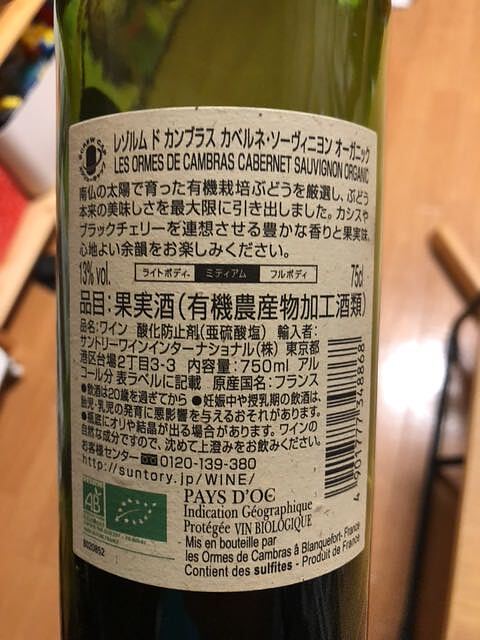 SCREW CAP
レゾルム ド カンブラス カベルネ・ソーヴィニヨン オーガニック
LES ORMES DE CAMBRAS CABERNET SAUVIGNON ORGANIC
南仏の太陽で育った有機栽培ぶどうを厳選し、ぶどう
本来の美味しさを最大限に引き出しました。カシスや
ブラックチェリーを連想させる豊かな香りと果実味、
心地よい余韻をお楽しみください。
13% vol. ライトボディ ミディアム フルボディ 75cl
品目:果実酒(有機農産物加工酒類)
品名:ワイン 酸化防止剤(亜硫酸塩) 輸入者:
サントリーワインインターナショナル(株) 東京都
港区台場2丁目3-3 内容量:750ml アル
コール分 表ラベルに記載 原産国名:フランス
●飲酒は20歳を過ぎてから ●妊娠中や授乳期の飲酒は、
胎児・乳児の発育に悪影響を与えるおそれがあります。
●瓶底にオリや結晶が出る場合があります。ワインの
自然な成分ですので、沈めて上澄みをお飲みください。
お客様センター 0120-139-380
http://suntory.jp/WINE/
4 901777 348868
AB
PAYS D'OC
Indication Géographique
Protégée VIN BIOLOGIQUE
Mis en bouteille par
les Ormes de Cambras à Blanquefort- France
Contient des sulfites - Produit de France